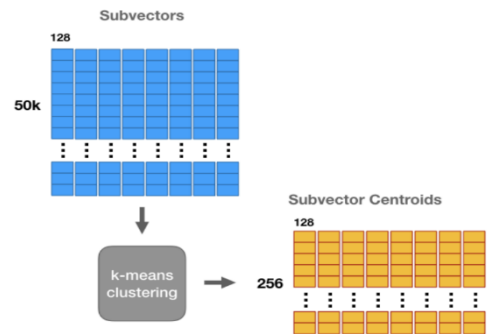 Subvectors
128
50k
k-means
clustering
Subvector Centroids
128
256